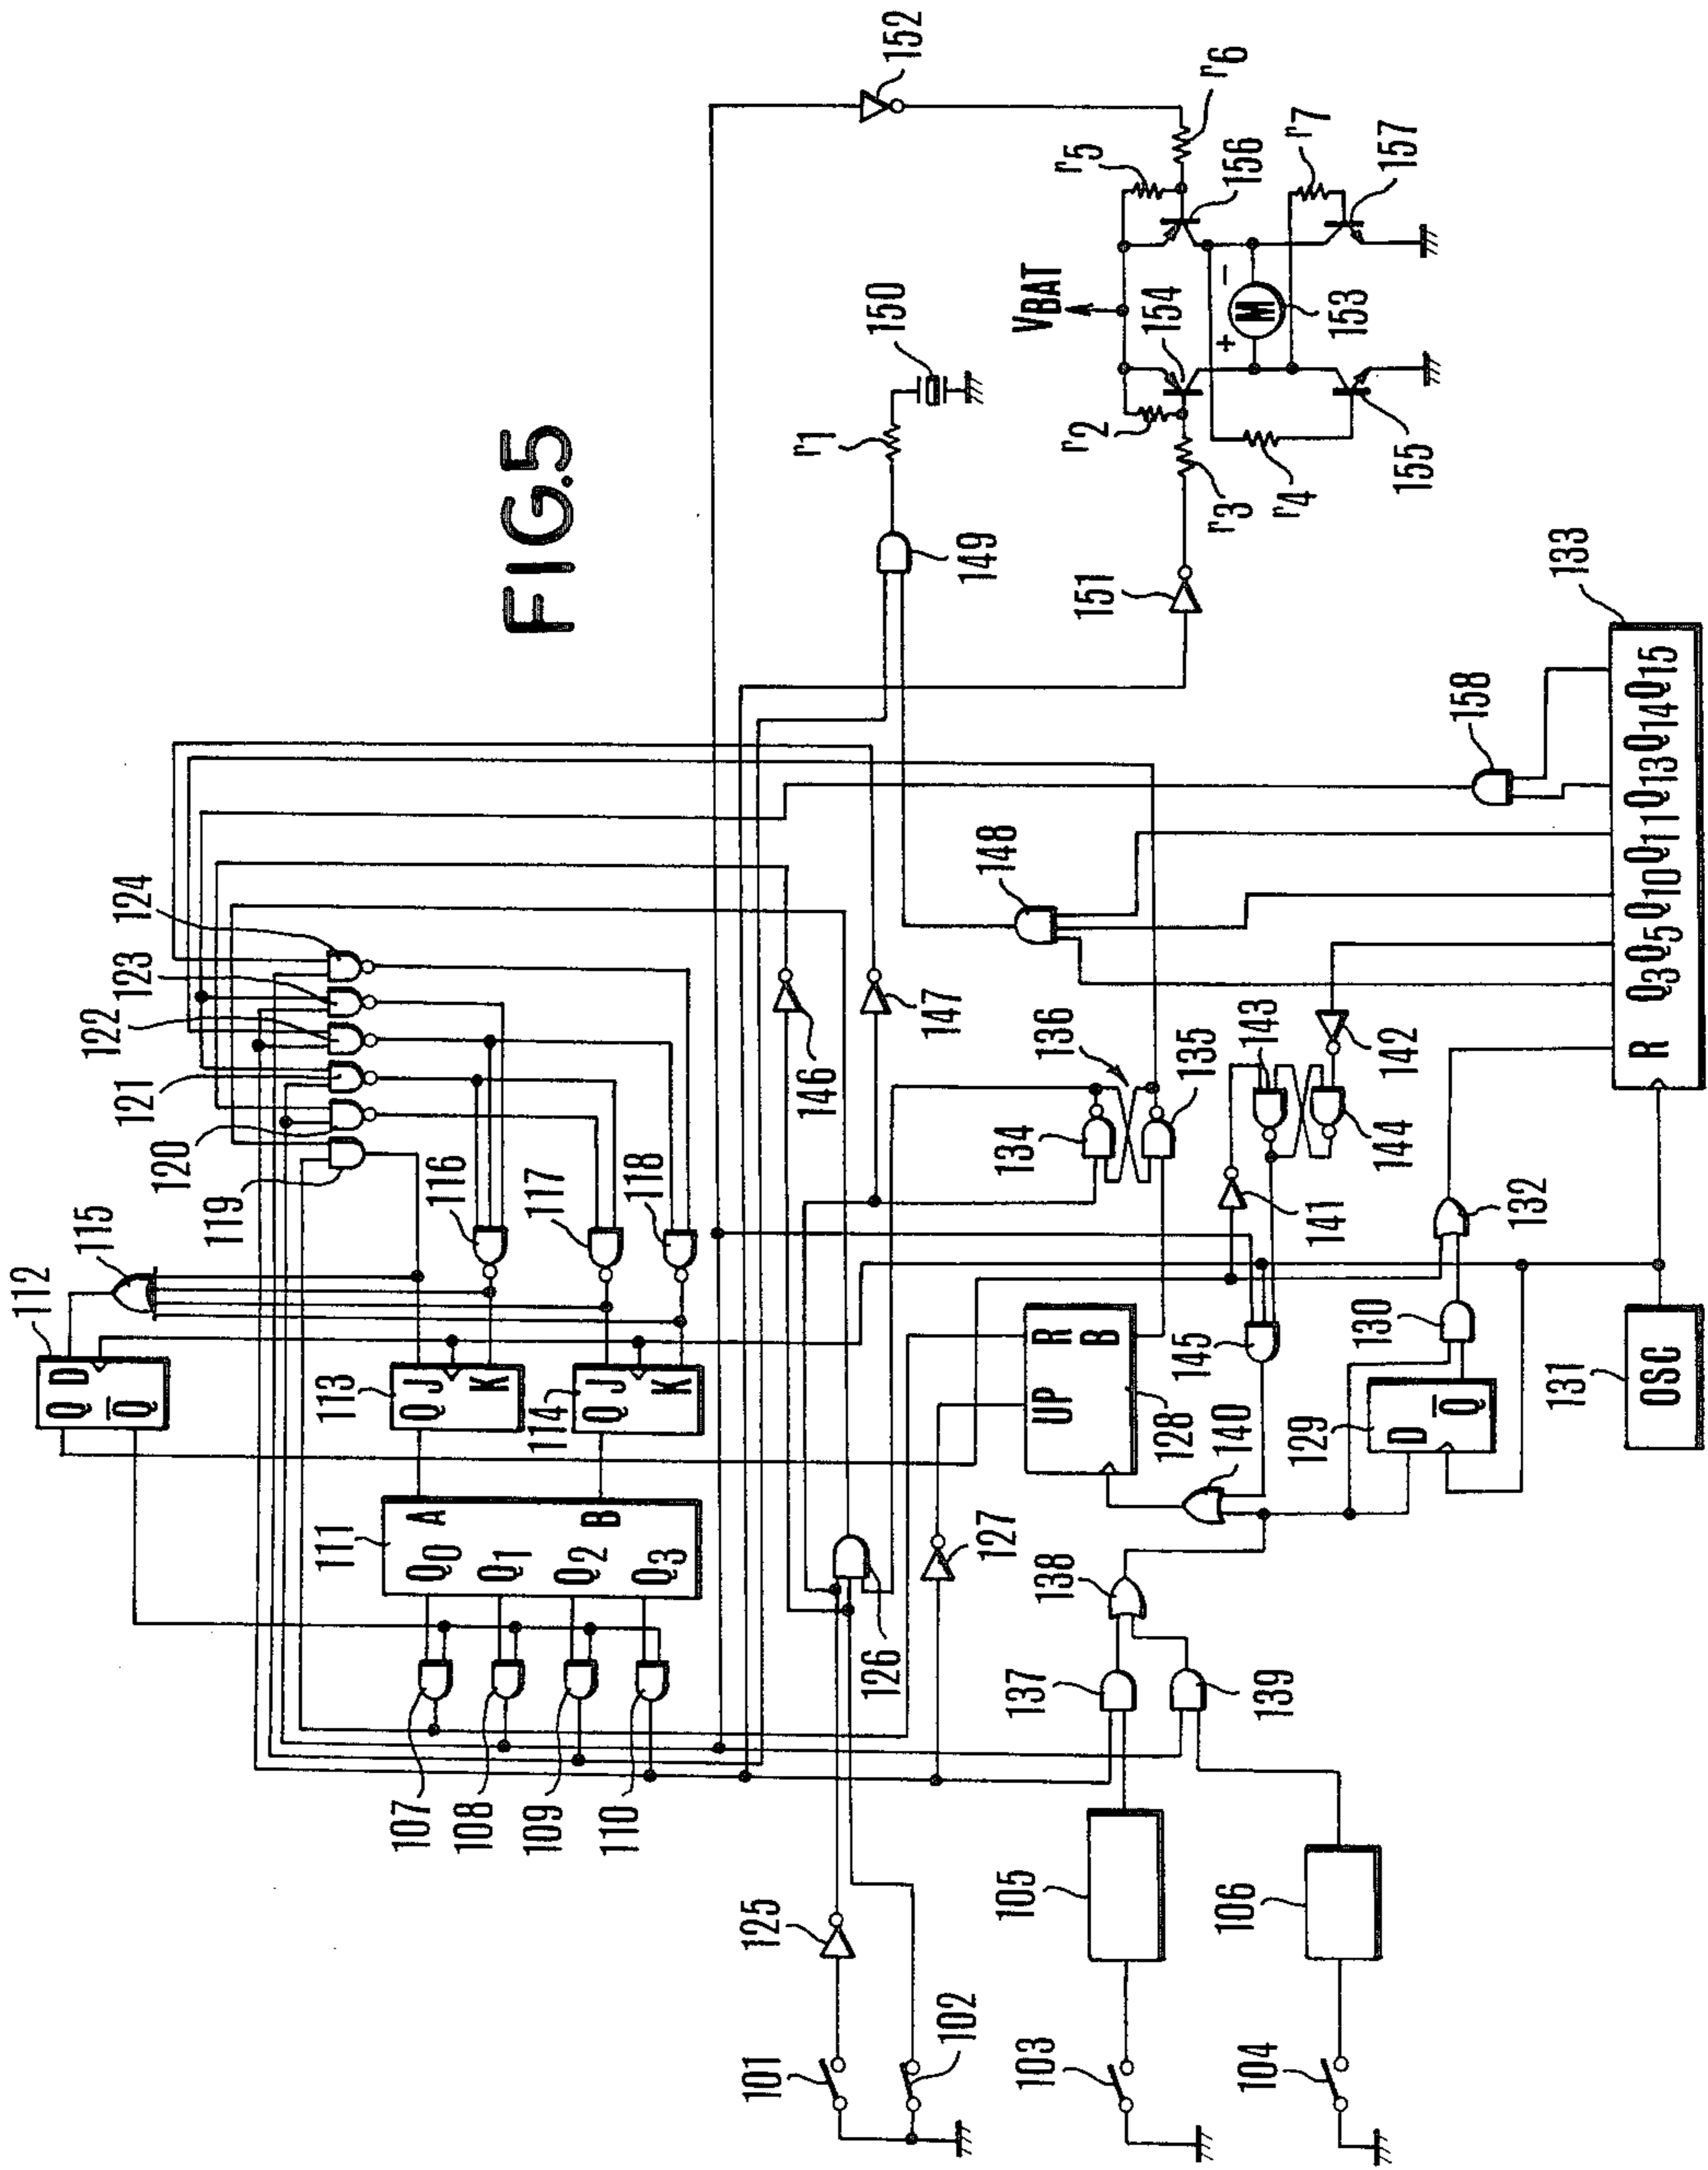 FIG.5
112
Q D
Q̅
115
119
120
121
122
123
124
111
Q0 A
Q1
Q2 B
Q3
113
Q J
K
114
Q J
K
116
117
118
107
108
109
110
125
126
127
146
147
101
102
103
104
105
106
137
138
139
UP R
B
128
140
145
129
D Q̅
130
131
OSC
132
134
135
136
141
142
143
144
148
149
150
r1
151
152
VBAT
r2
r3
r4
r5
r6
r7
154
155
156
157
+ M −
153
158
133
R Q3 Q5 Q10 Q11 Q13 Q14 Q15